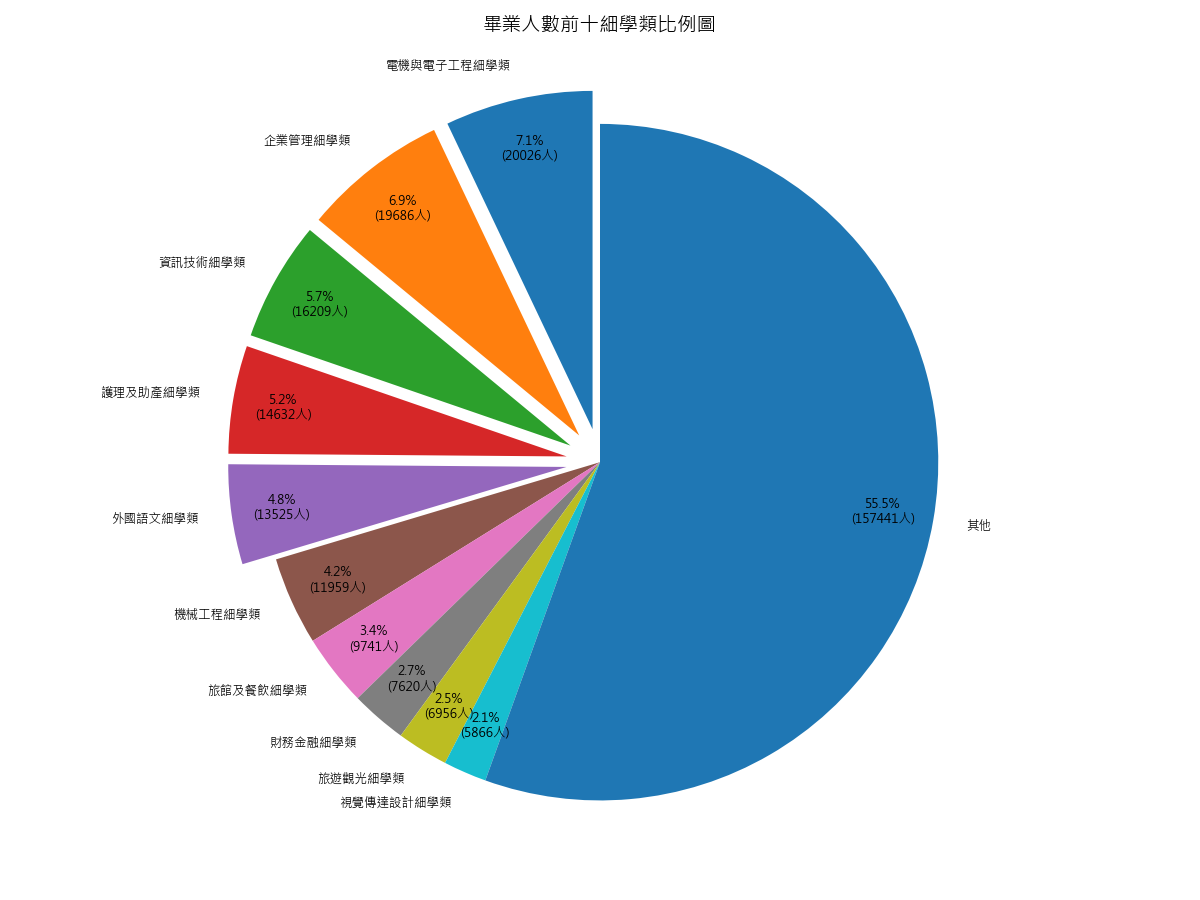 畢業人數前十細學類比例圖
電機與電子工程細學類
7.1%
(20026人)
企業管理細學類
6.9%
(19686人)
資訊技術細學類
5.7%
(16209人)
護理及助產細學類
5.2%
(14632人)
外國語文細學類
4.8%
(13525人)
機械工程細學類
4.2%
(11959人)
旅館及餐飲細學類
3.4%
(9741人)
財務金融細學類
2.7%
(7620人)
旅遊觀光細學類
2.5%
(6956人)
視覺傳達設計細學類
2.1%
(5866人)
其他
55.5%
(157441人)